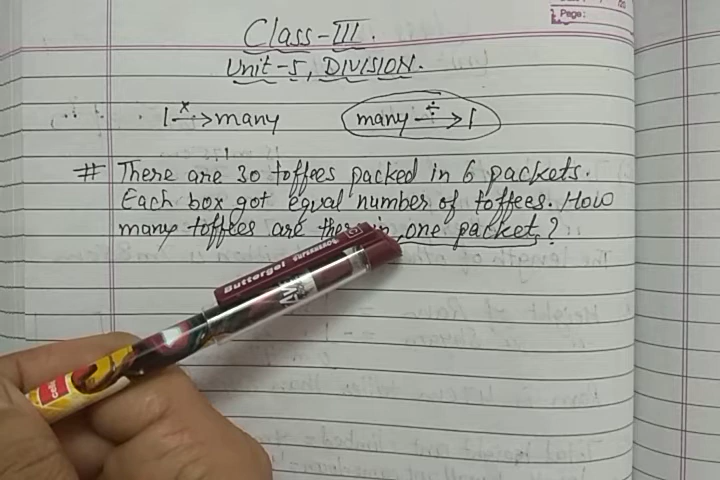 Page:
Class-III.
Unit-5, DIVISION.
1 x→ many
many ÷→ 1
# There are 30 toffees packed in 6 packets.
Each box got equal number of toffees. How
many toffees are there in one packet?
Buttergel
cello